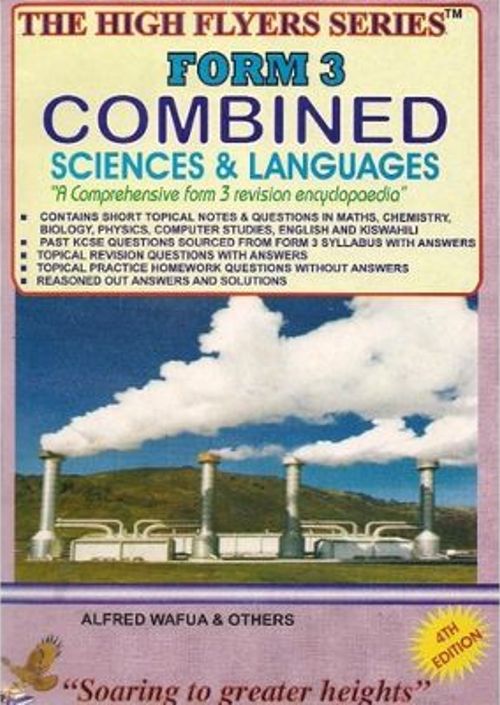 THE HIGH FLYERS SERIES™
FORM 3
COMBINED
SCIENCES & LANGUAGES
"A Comprehensive form 3 revision encyclopaedia"
▪ CONTAINS SHORT TOPICAL NOTES & QUESTIONS IN MATHS, CHEMISTRY,
BIOLOGY, PHYSICS, COMPUTER STUDIES, ENGLISH AND KISWAHILI
▪ PAST KCSE QUESTIONS SOURCED FROM FORM 3 SYLLABUS WITH ANSWERS
▪ TOPICAL REVISION QUESTIONS WITH ANSWERS
▪ TOPICAL PRACTICE HOMEWORK QUESTIONS WITHOUT ANSWERS
▪ REASONED OUT ANSWERS AND SOLUTIONS
ALFRED WAFUA & OTHERS
4TH
EDITION
"Soaring to greater heights"